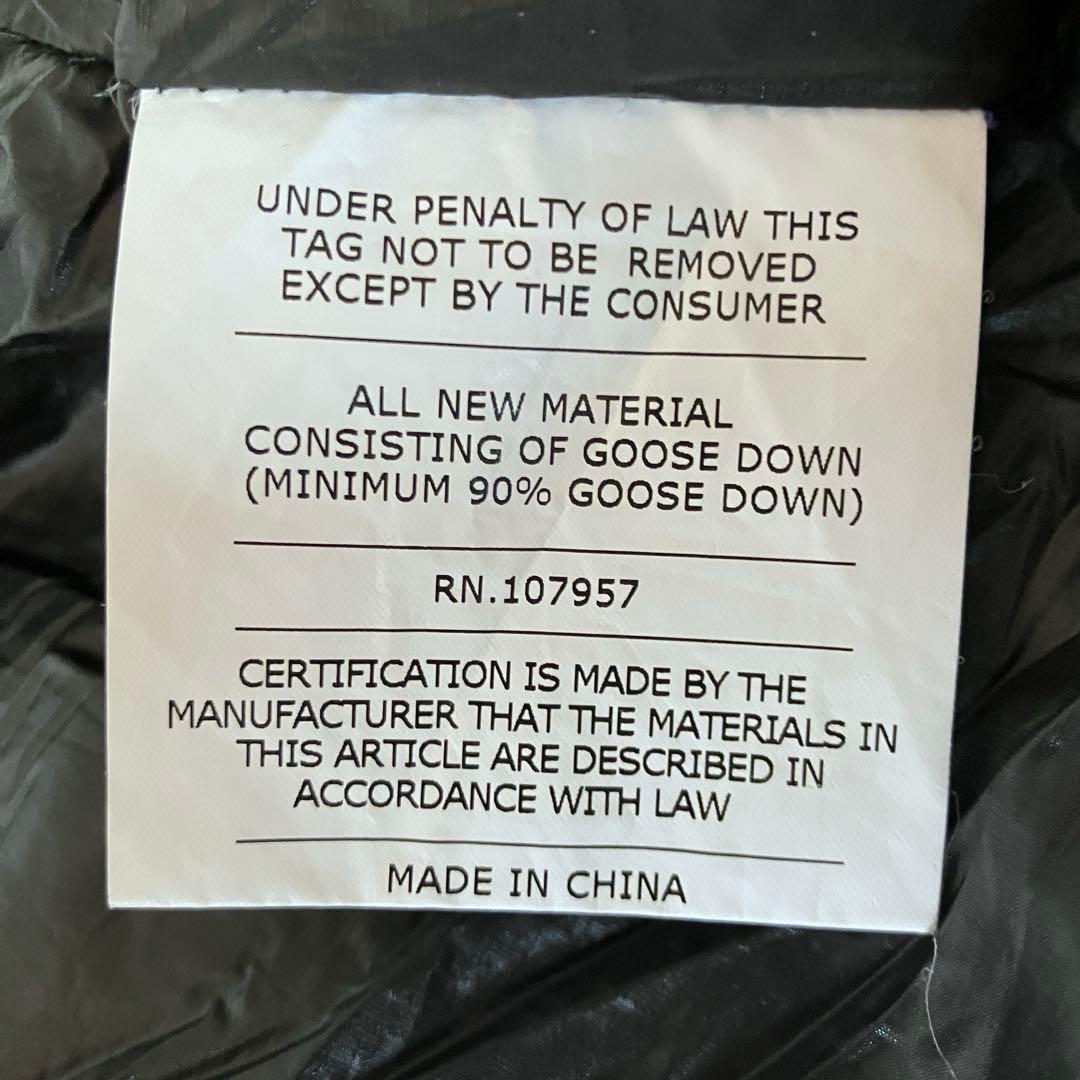 UNDER PENALTY OF LAW THIS
TAG NOT TO BE REMOVED
EXCEPT BY THE CONSUMER
ALL NEW MATERIAL
CONSISTING OF GOOSE DOWN
(MINIMUM 90% GOOSE DOWN)
RN.107957
CERTIFICATION IS MADE BY THE
MANUFACTURER THAT THE MATERIALS IN
THIS ARTICLE ARE DESCRIBED IN
ACCORDANCE WITH LAW
MADE IN CHINA